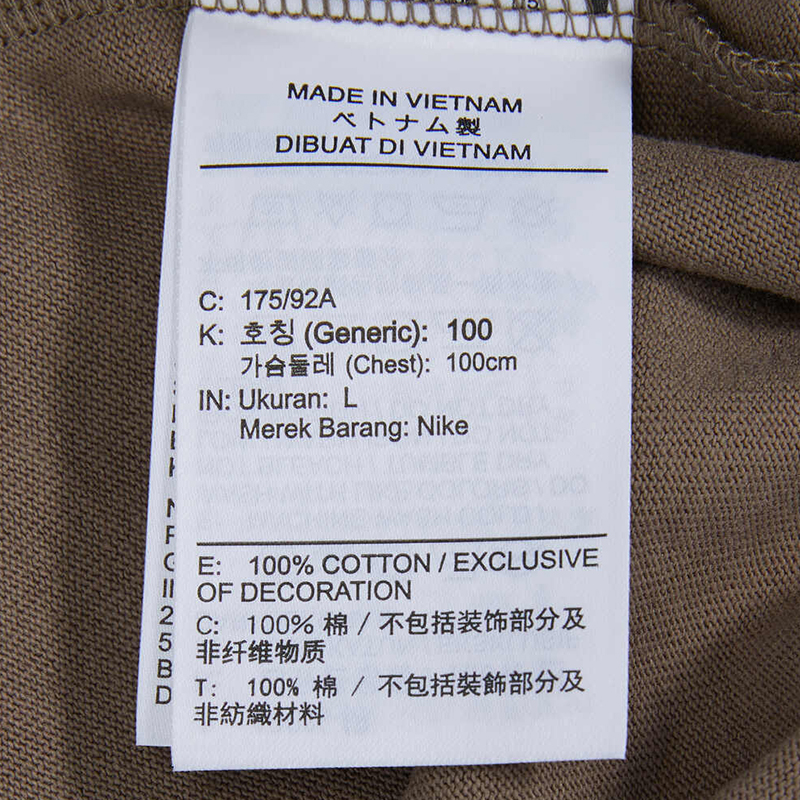 MADE IN VIETNAM
ベトナム製
DIBUAT DI VIETNAM
C: 175/92A
K: 호칭 (Generic): 100
가슴둘레 (Chest): 100cm
IN: Ukuran: L
Merek Barang: Nike
E: 100% COTTON / EXCLUSIVE
OF DECORATION
C: 100% 棉 / 不包括装饰部分及
非纤维物质
T: 100% 棉 / 不包括裝飾部分及
非紡織材料